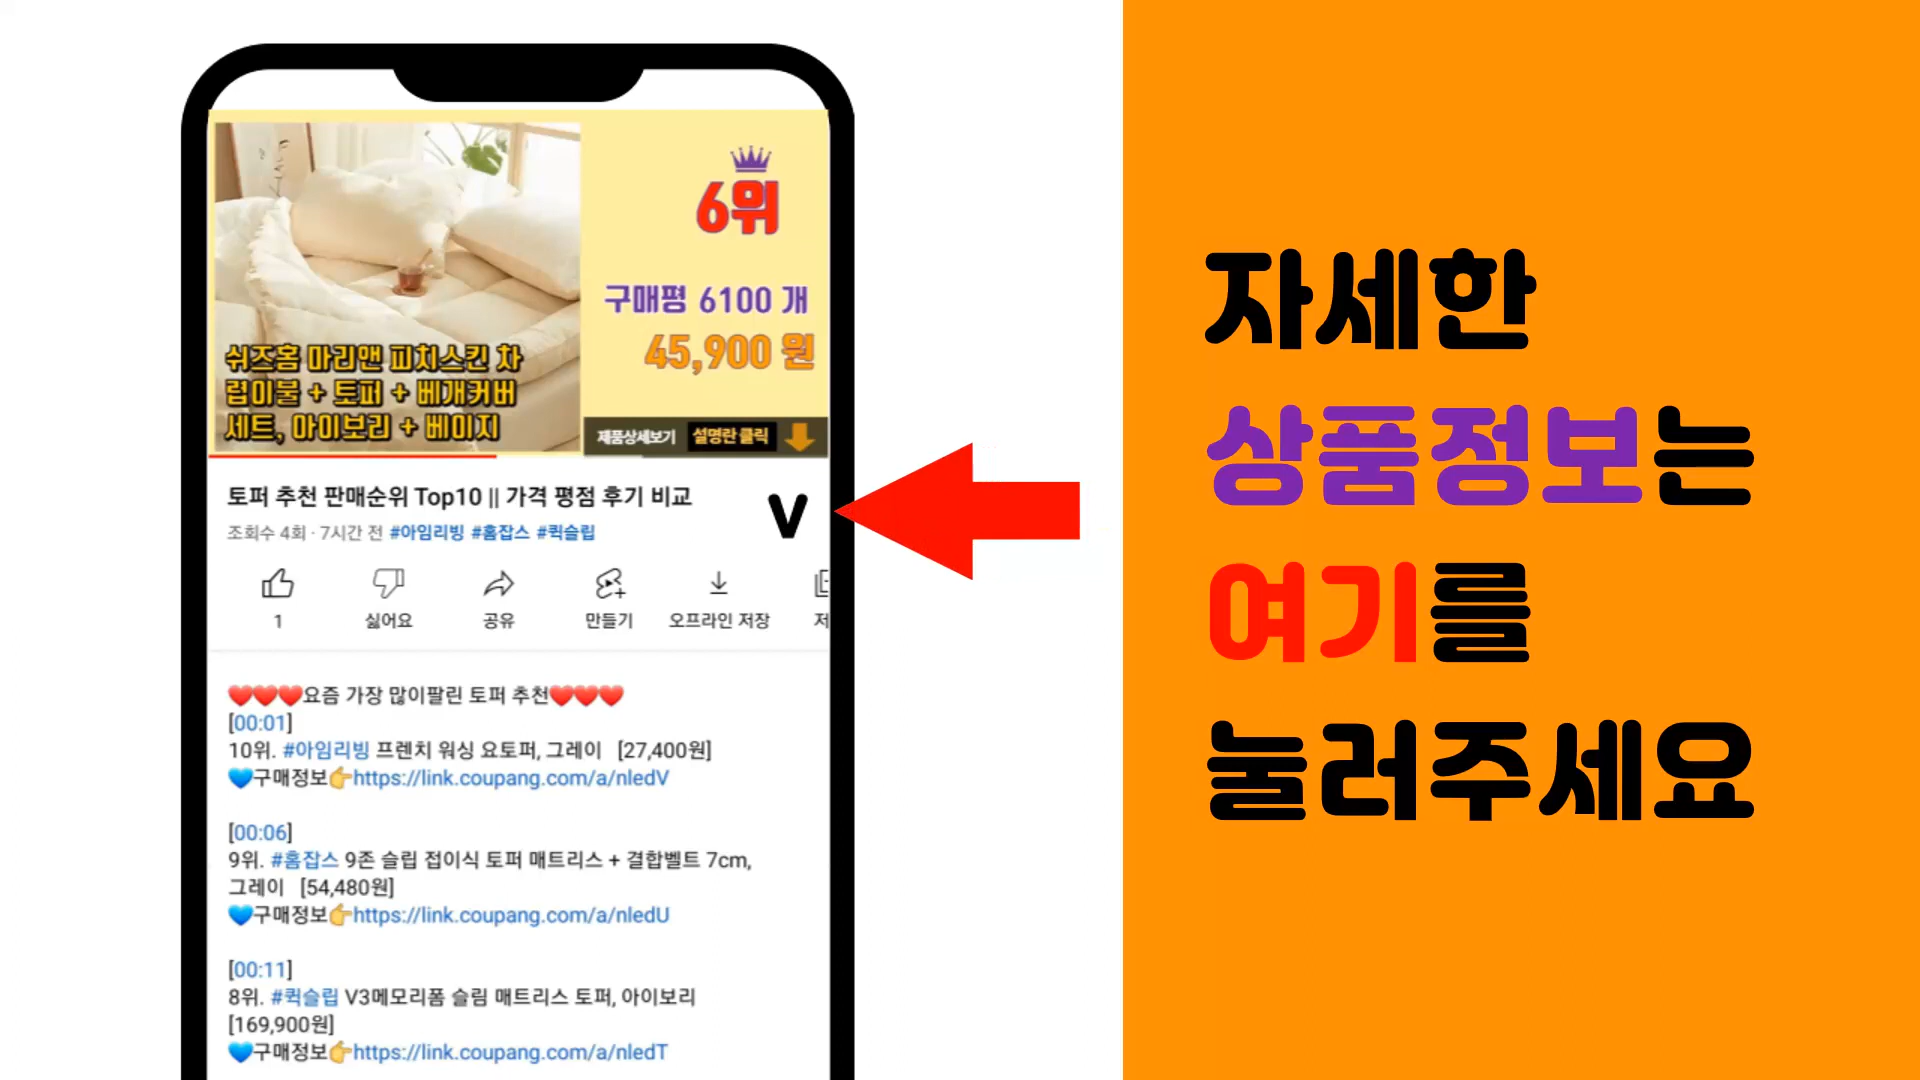 6위
구매평 6100 개
45,900 원
쉬즈홈 마리앤 피치스킨 차
렵이불 + 토퍼 + 베개커버
세트, 아이보리 + 베이지
제품상세보기 설명란 클릭
토퍼 추천 판매순위 Top10 || 가격 평점 후기 비교
V
조회수 4회 · 7시간 전 #아임리빙 #홈잡스 #퀵슬립
1 싫어요 공유 만들기 오프라인 저장 저
❤️❤️❤️요즘 가장 많이팔린 토퍼 추천❤️❤️❤️
[00:01]
10위. #아임리빙 프렌치 워싱 요토퍼, 그레이 [27,400원]
💙구매정보👉https://link.coupang.com/a/nledV
[00:06]
9위. #홈잡스 9존 슬립 접이식 토퍼 매트리스 + 결합벨트 7cm,
그레이 [54,480원]
💙구매정보👉https://link.coupang.com/a/nledU
[00:11]
8위. #퀵슬립 V3메모리폼 슬림 매트리스 토퍼, 아이보리
[169,900원]
💙구매정보👉https://link.coupang.com/a/nledT
자세한
상품정보는
여기를
눌러주세요